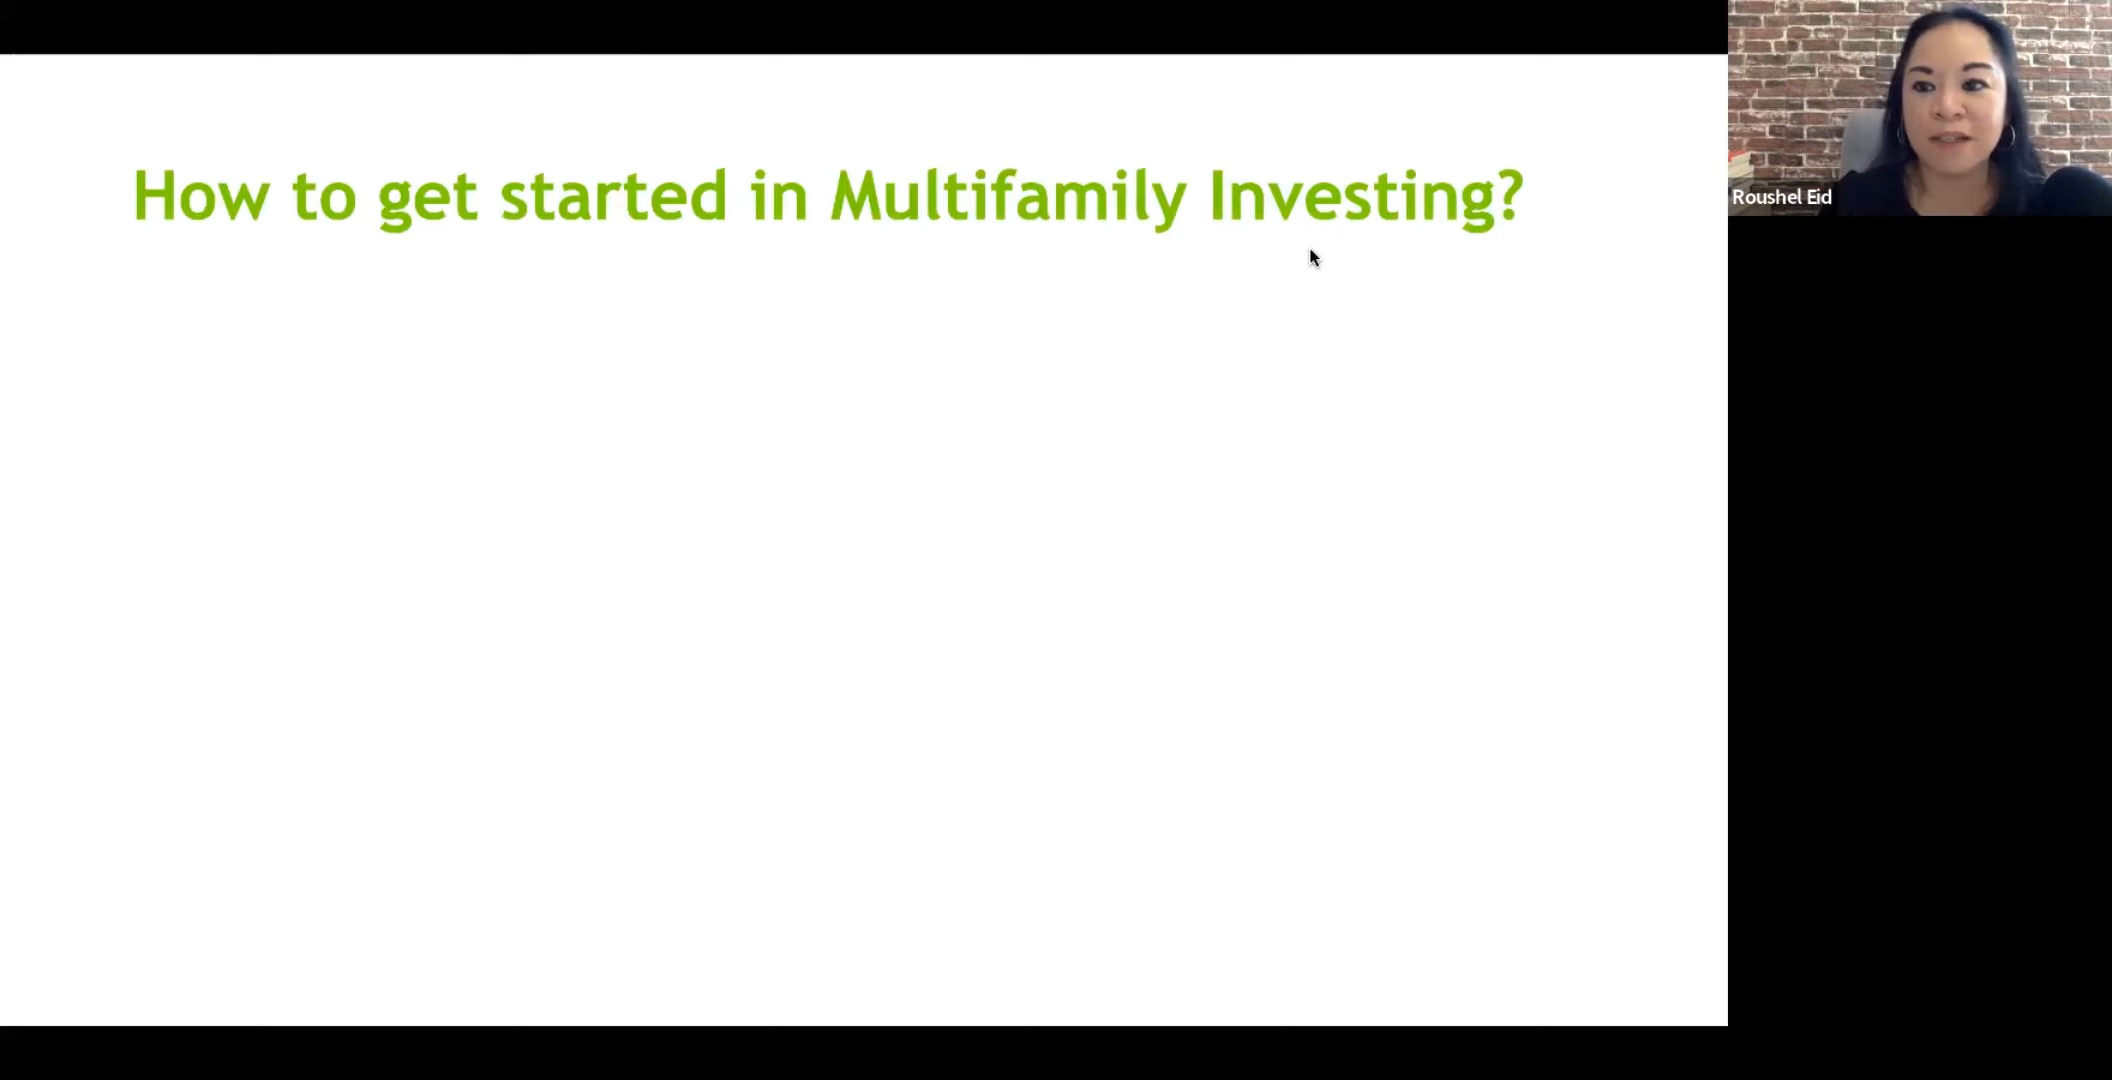 How to get started in Multifamily Investing?
Roushel Eid